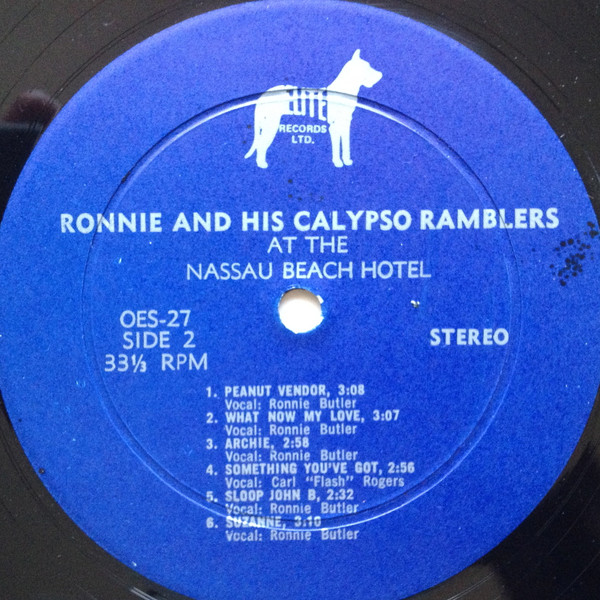 ELITE
RECORDS
LTD.
RONNIE AND HIS CALYPSO RAMBLERS
AT THE
NASSAU BEACH HOTEL
OES-27
SIDE 2
33⅓ RPM
STEREO
1. PEANUT VENDOR, 3:08
Vocal: Ronnie Butler
2. WHAT NOW MY LOVE, 3:07
Vocal: Ronnie Butler
3. ARCHIE, 2:58
Vocal: Ronnie Butler
4. SOMETHING YOU'VE GOT, 2:56
Vocal: Carl "Flash" Rogers
5. SLOOP JOHN B, 2:32
Vocal: Ronnie Butler
6. SUZANNE, 3:10
Vocal: Ronnie Butler